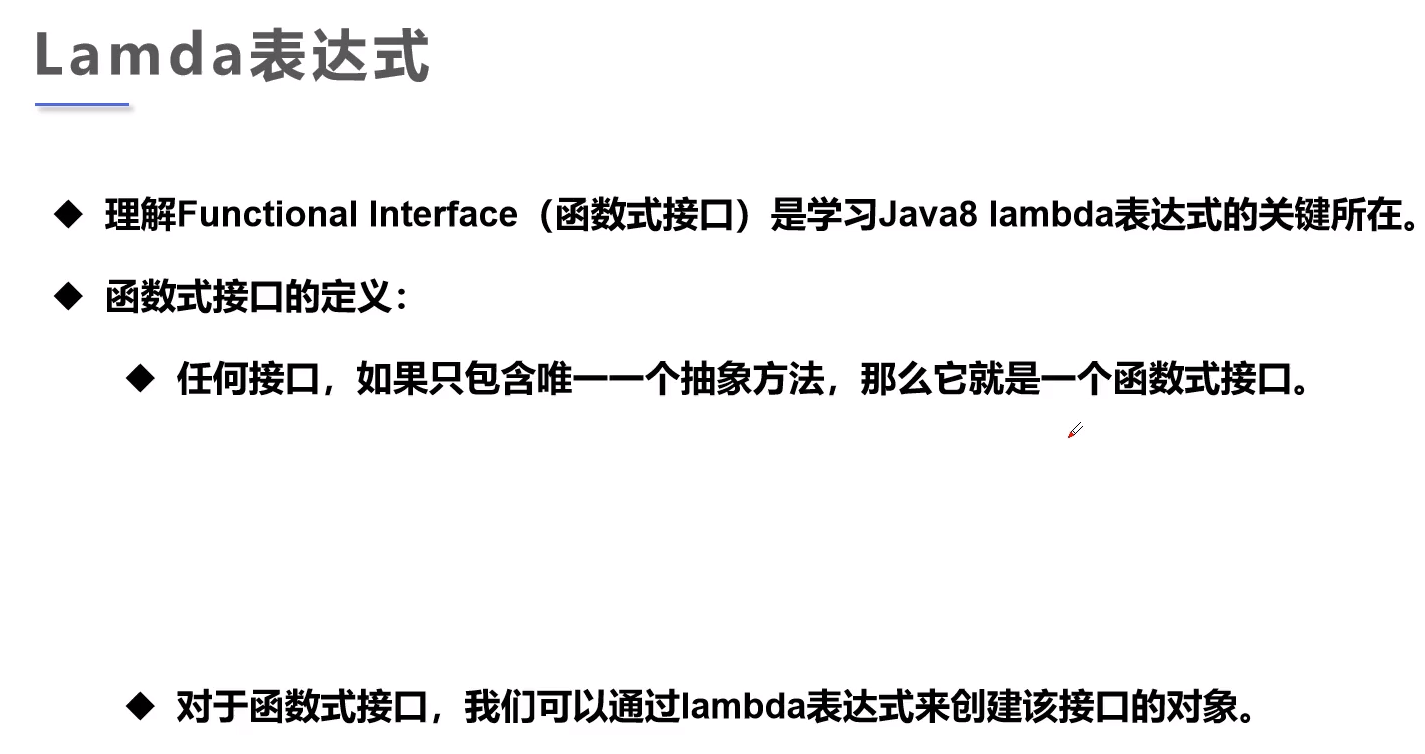 Lamda表达式
理解Functional Interface（函数式接口）是学习Java8 lambda表达式的关键所在。
函数式接口的定义：
任何接口，如果只包含唯一一个抽象方法，那么它就是一个函数式接口。
对于函数式接口，我们可以通过lambda表达式来创建该接口的对象。